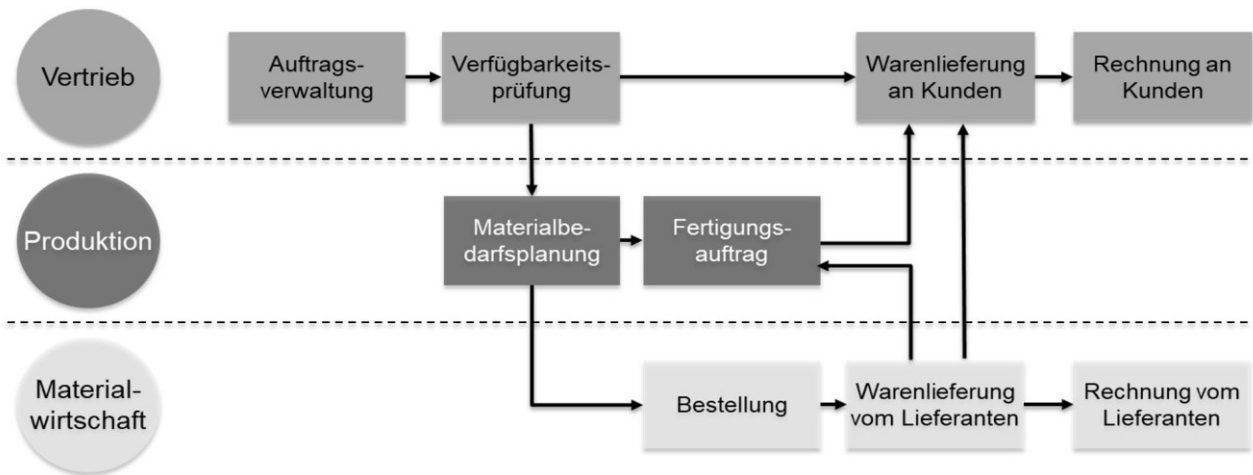 Vertrieb
Auftrags-
verwaltung
Verfügbarkeits-
prüfung
Warenlieferung
an Kunden
Rechnung an
Kunden
Produktion
Materialbe-
darfsplanung
Fertigungs-
auftrag
Material-
wirtschaft
Bestellung
Warenlieferung
vom Lieferanten
Rechnung vom
Lieferanten